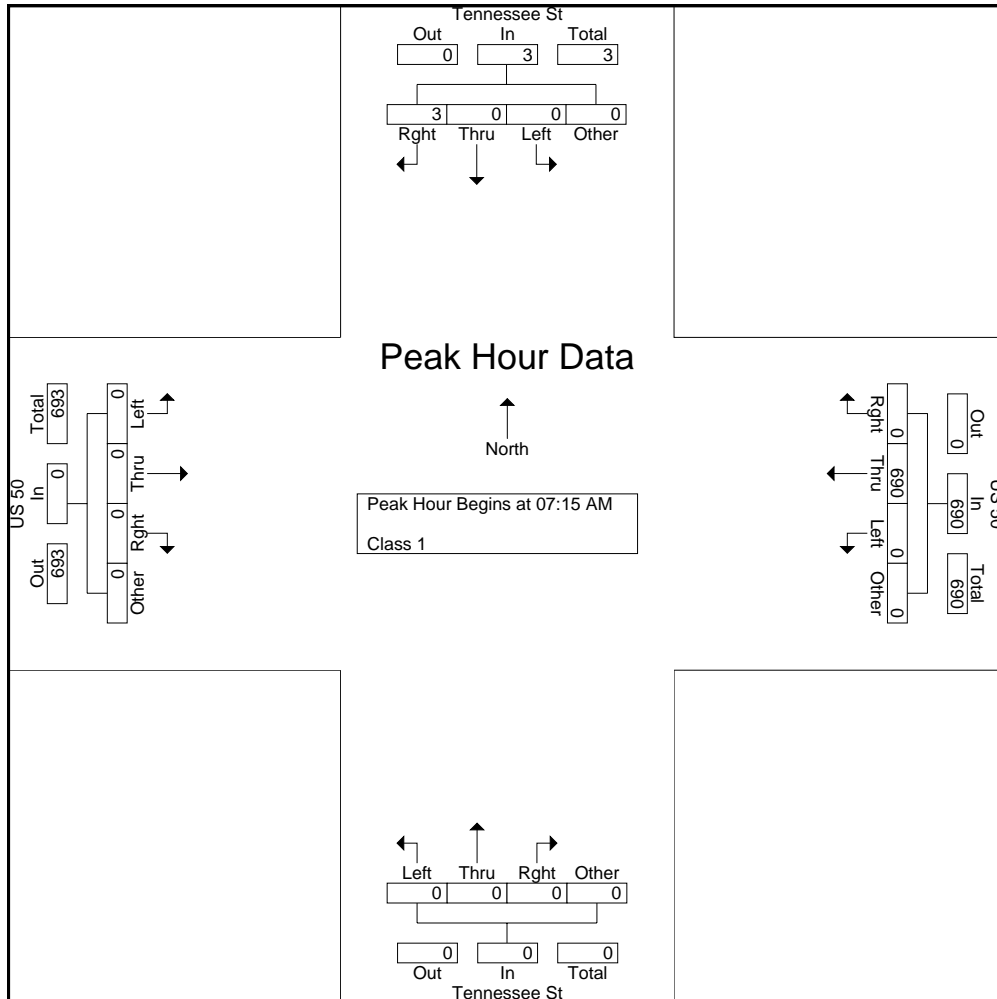 Tennessee St
Out In Total
0 3 3
3 0 0 0
Rght Thru Left Other
Peak Hour Data
North
Peak Hour Begins at 07:15 AM
Class 1
US 50
Total In Out
693 0 693
0 0 0 0
Left Thru Rght Other
US 50
Out In Total
0 690 690
0 690 0 0
Rght Thru Left Other
Left Thru Rght Other
0 0 0 0
0 0 0
Out In Total
Tennessee St